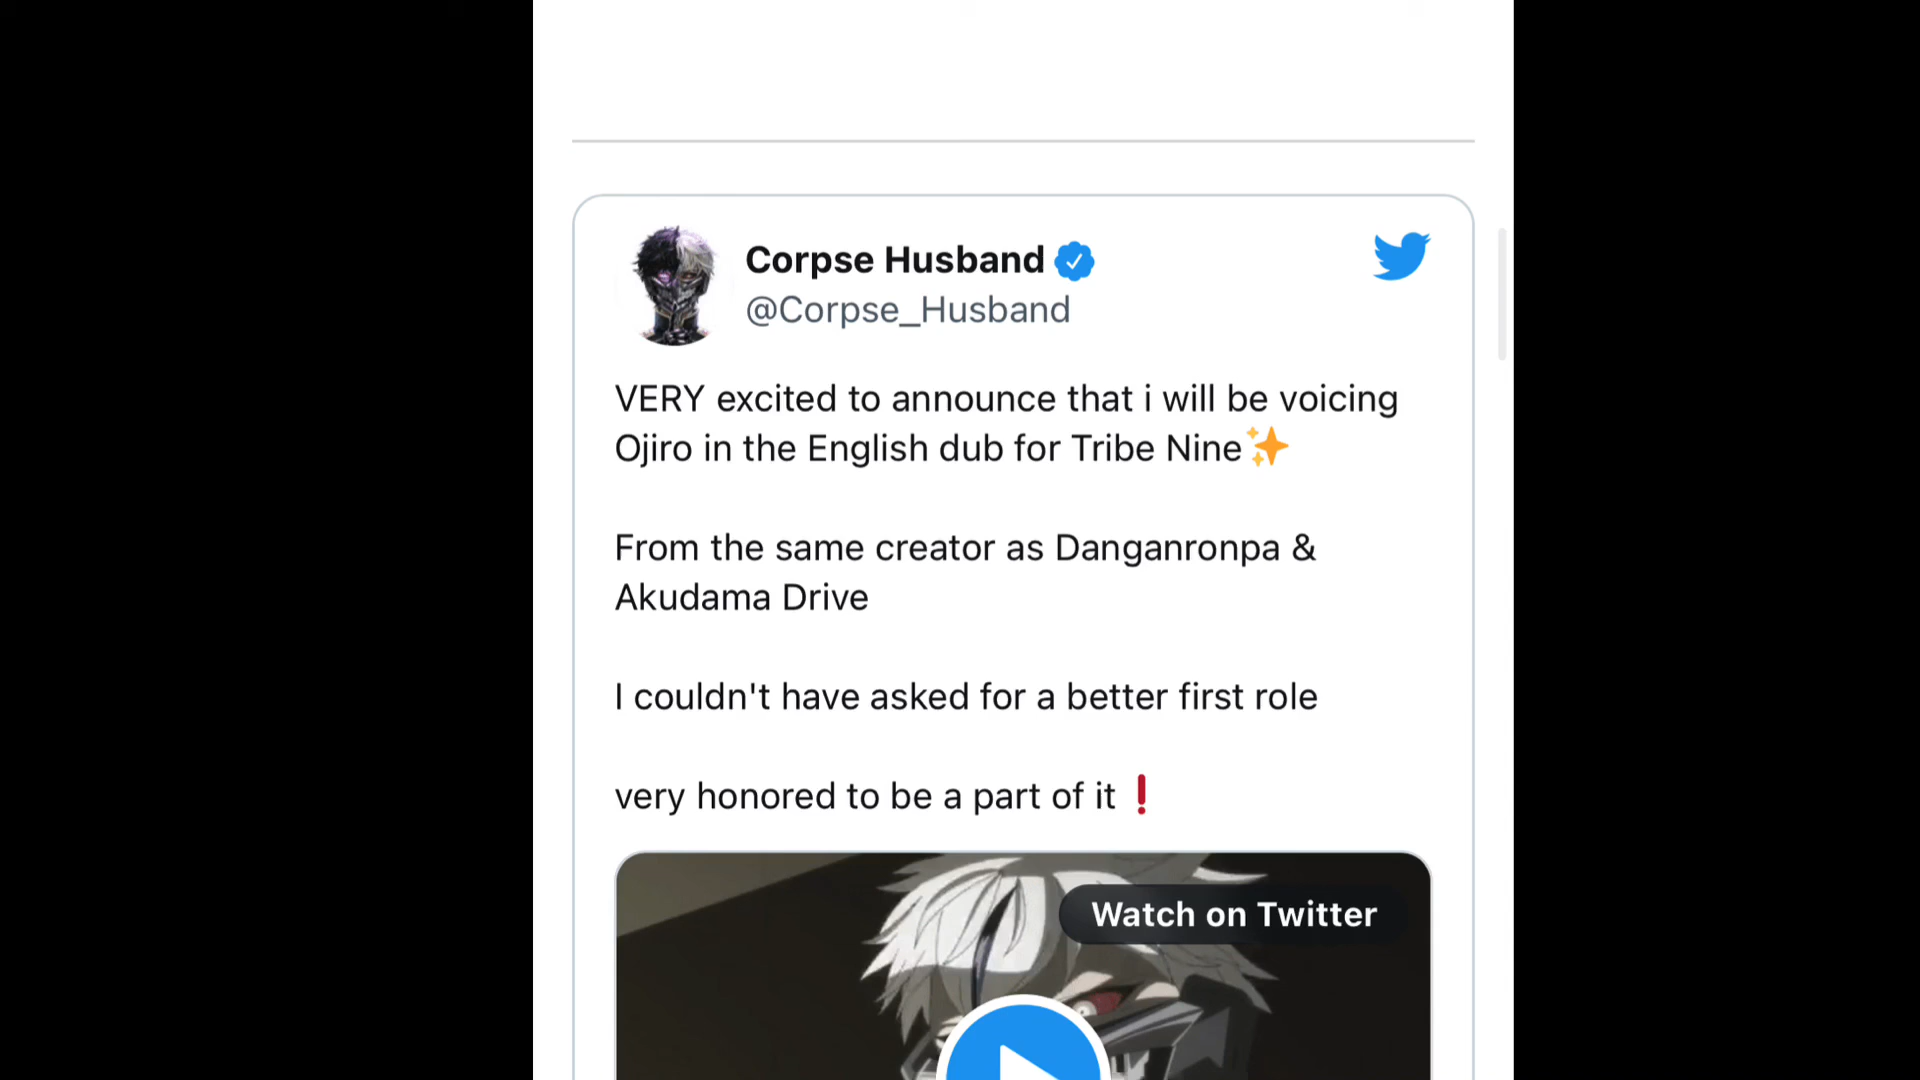 Corpse Husband
@Corpse_Husband
VERY excited to announce that i will be voicing
Ojiro in the English dub for Tribe Nine✨
From the same creator as Danganronpa &
Akudama Drive
I couldn't have asked for a better first role
very honored to be a part of it❗
Watch on Twitter